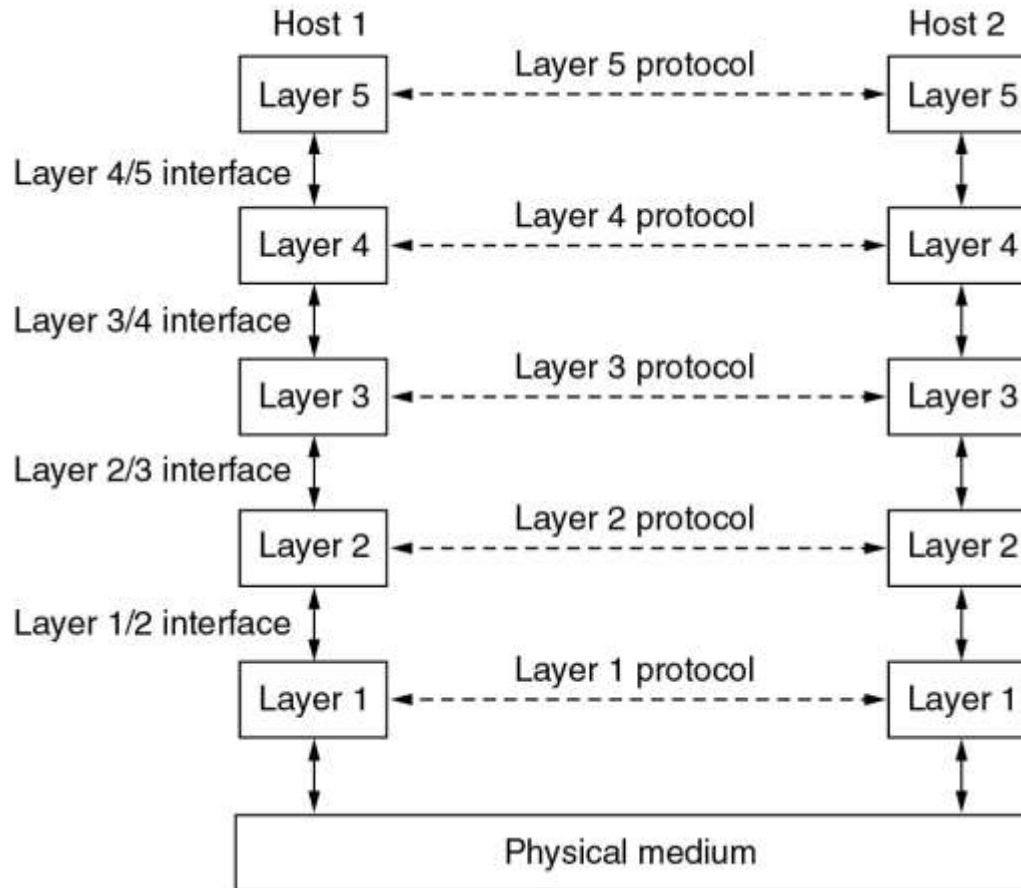 Host 1
Host 2
Layer 5 protocol
Layer 5
Layer 5
Layer 4/5 interface
Layer 4 protocol
Layer 4
Layer 4
Layer 3/4 interface
Layer 3 protocol
Layer 3
Layer 3
Layer 2/3 interface
Layer 2 protocol
Layer 2
Layer 2
Layer 1/2 interface
Layer 1 protocol
Layer 1
Layer 1
Physical medium